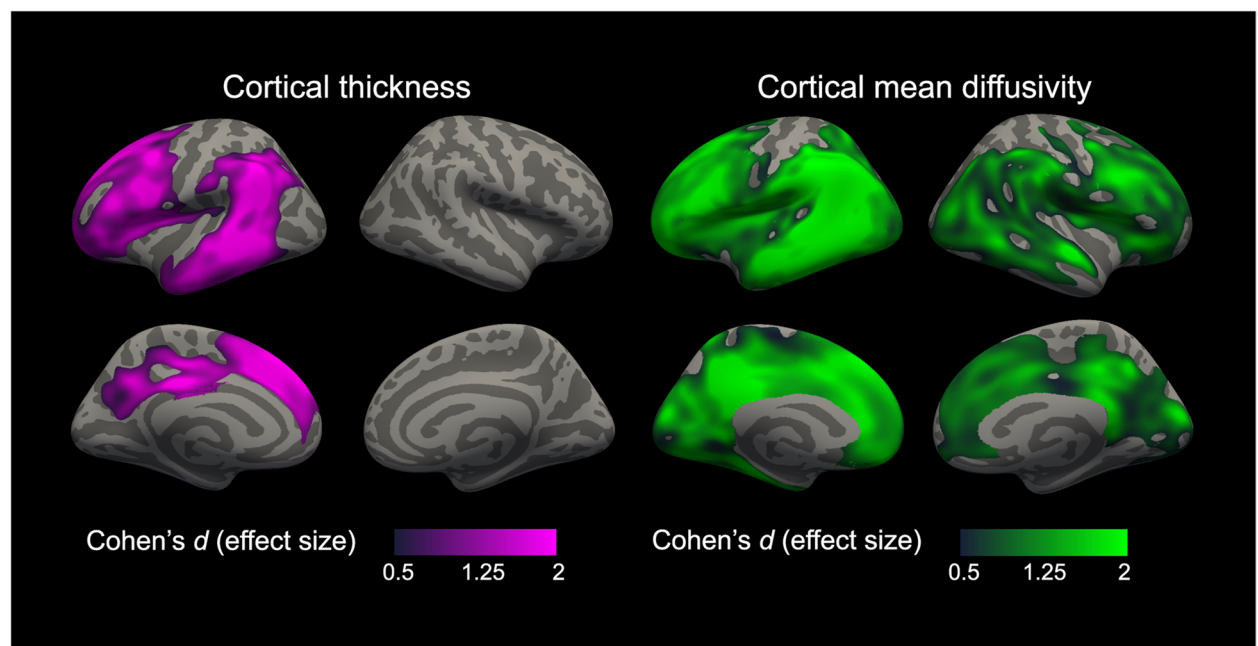 Cortical thickness
Cortical mean diffusivity
Cohen's d (effect size)
0.5 1.25 2
Cohen's d (effect size)
0.5 1.25 2